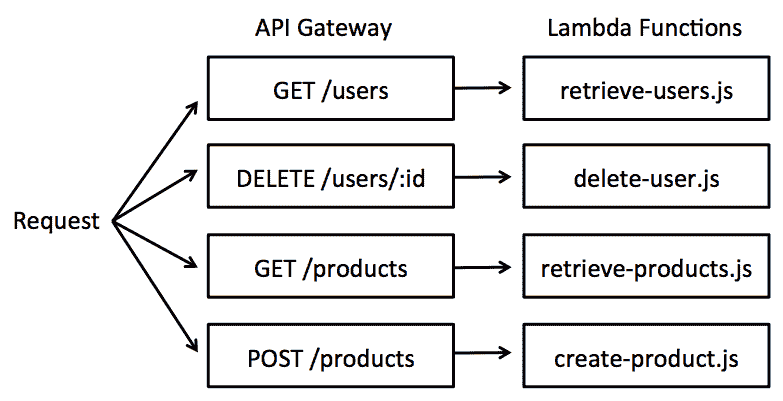 API Gateway
Lambda Functions
GET /users
retrieve-users.js
DELETE /users/:id
delete-user.js
Request
GET /products
retrieve-products.js
POST /products
create-product.js